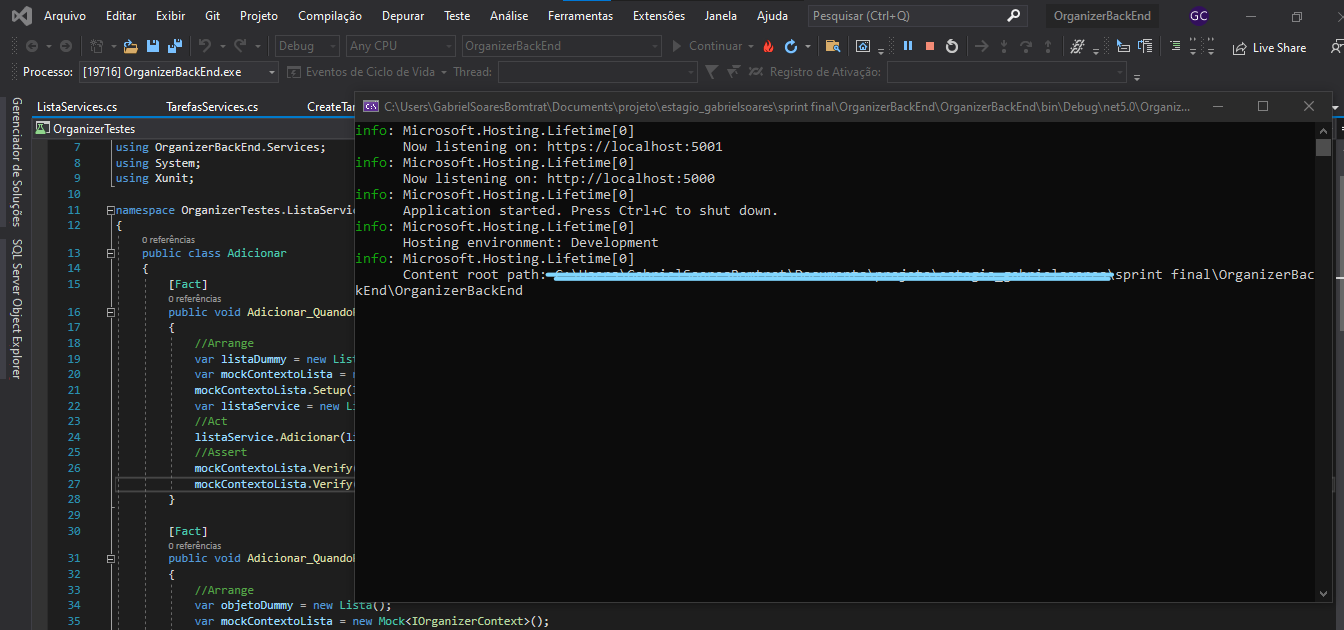 Arquivo Editar Exibir Git Projeto Compilação Depurar Teste Análise Ferramentas Extensões Janela Ajuda Pesquisar (Ctrl+Q) OrganizerBackEnd GC
Debug Any CPU OrganizerBackEnd Continuar Live Share
Processo: [19716] OrganizerBackEnd.exe Eventos de Ciclo de Vida Thread: Registro de Ativação:
Gerenciador de Soluções
SQL Server Object Explorer
ListaServices.cs TarefasServices.cs CreateTar
C:\Users\GabrielSoaresBomtrat\Documents\projeto\estagio_gabrielsoares\sprint final\OrganizerBackEnd\OrganizerBackEnd\bin\Debug\net5.0\Organiz...
OrganizerTestes
info: Microsoft.Hosting.Lifetime[0]
Now listening on: https://localhost:5001
info: Microsoft.Hosting.Lifetime[0]
Now listening on: http://localhost:5000
info: Microsoft.Hosting.Lifetime[0]
Application started. Press Ctrl+C to shut down.
info: Microsoft.Hosting.Lifetime[0]
Hosting environment: Development
info: Microsoft.Hosting.Lifetime[0]
Content root path: \sprint final\OrganizerBac
kEnd\OrganizerBackEnd
7 using OrganizerBackEnd.Services;
8 using System;
9 using Xunit;
10
11 namespace OrganizerTestes.ListaServic
12 {
0 referências
13 public class Adicionar
14 {
15 [Fact]
0 referências
16 public void Adicionar_Quando
17 {
18 //Arrange
19 var listaDummy = new List
20 var mockContextoLista = n
21 mockContextoLista.Setup(
22 var listaService = new Li
23 //Act
24 listaService.Adicionar(li
25 //Assert
26 mockContextoLista.Verify(
27 mockContextoLista.Verify(
28 }
29
30 [Fact]
0 referências
31 public void Adicionar_Quando
32 {
33 //Arrange
34 var objetoDummy = new Lista();
35 var mockContextoLista = new Mock<IOrganizerContext>();